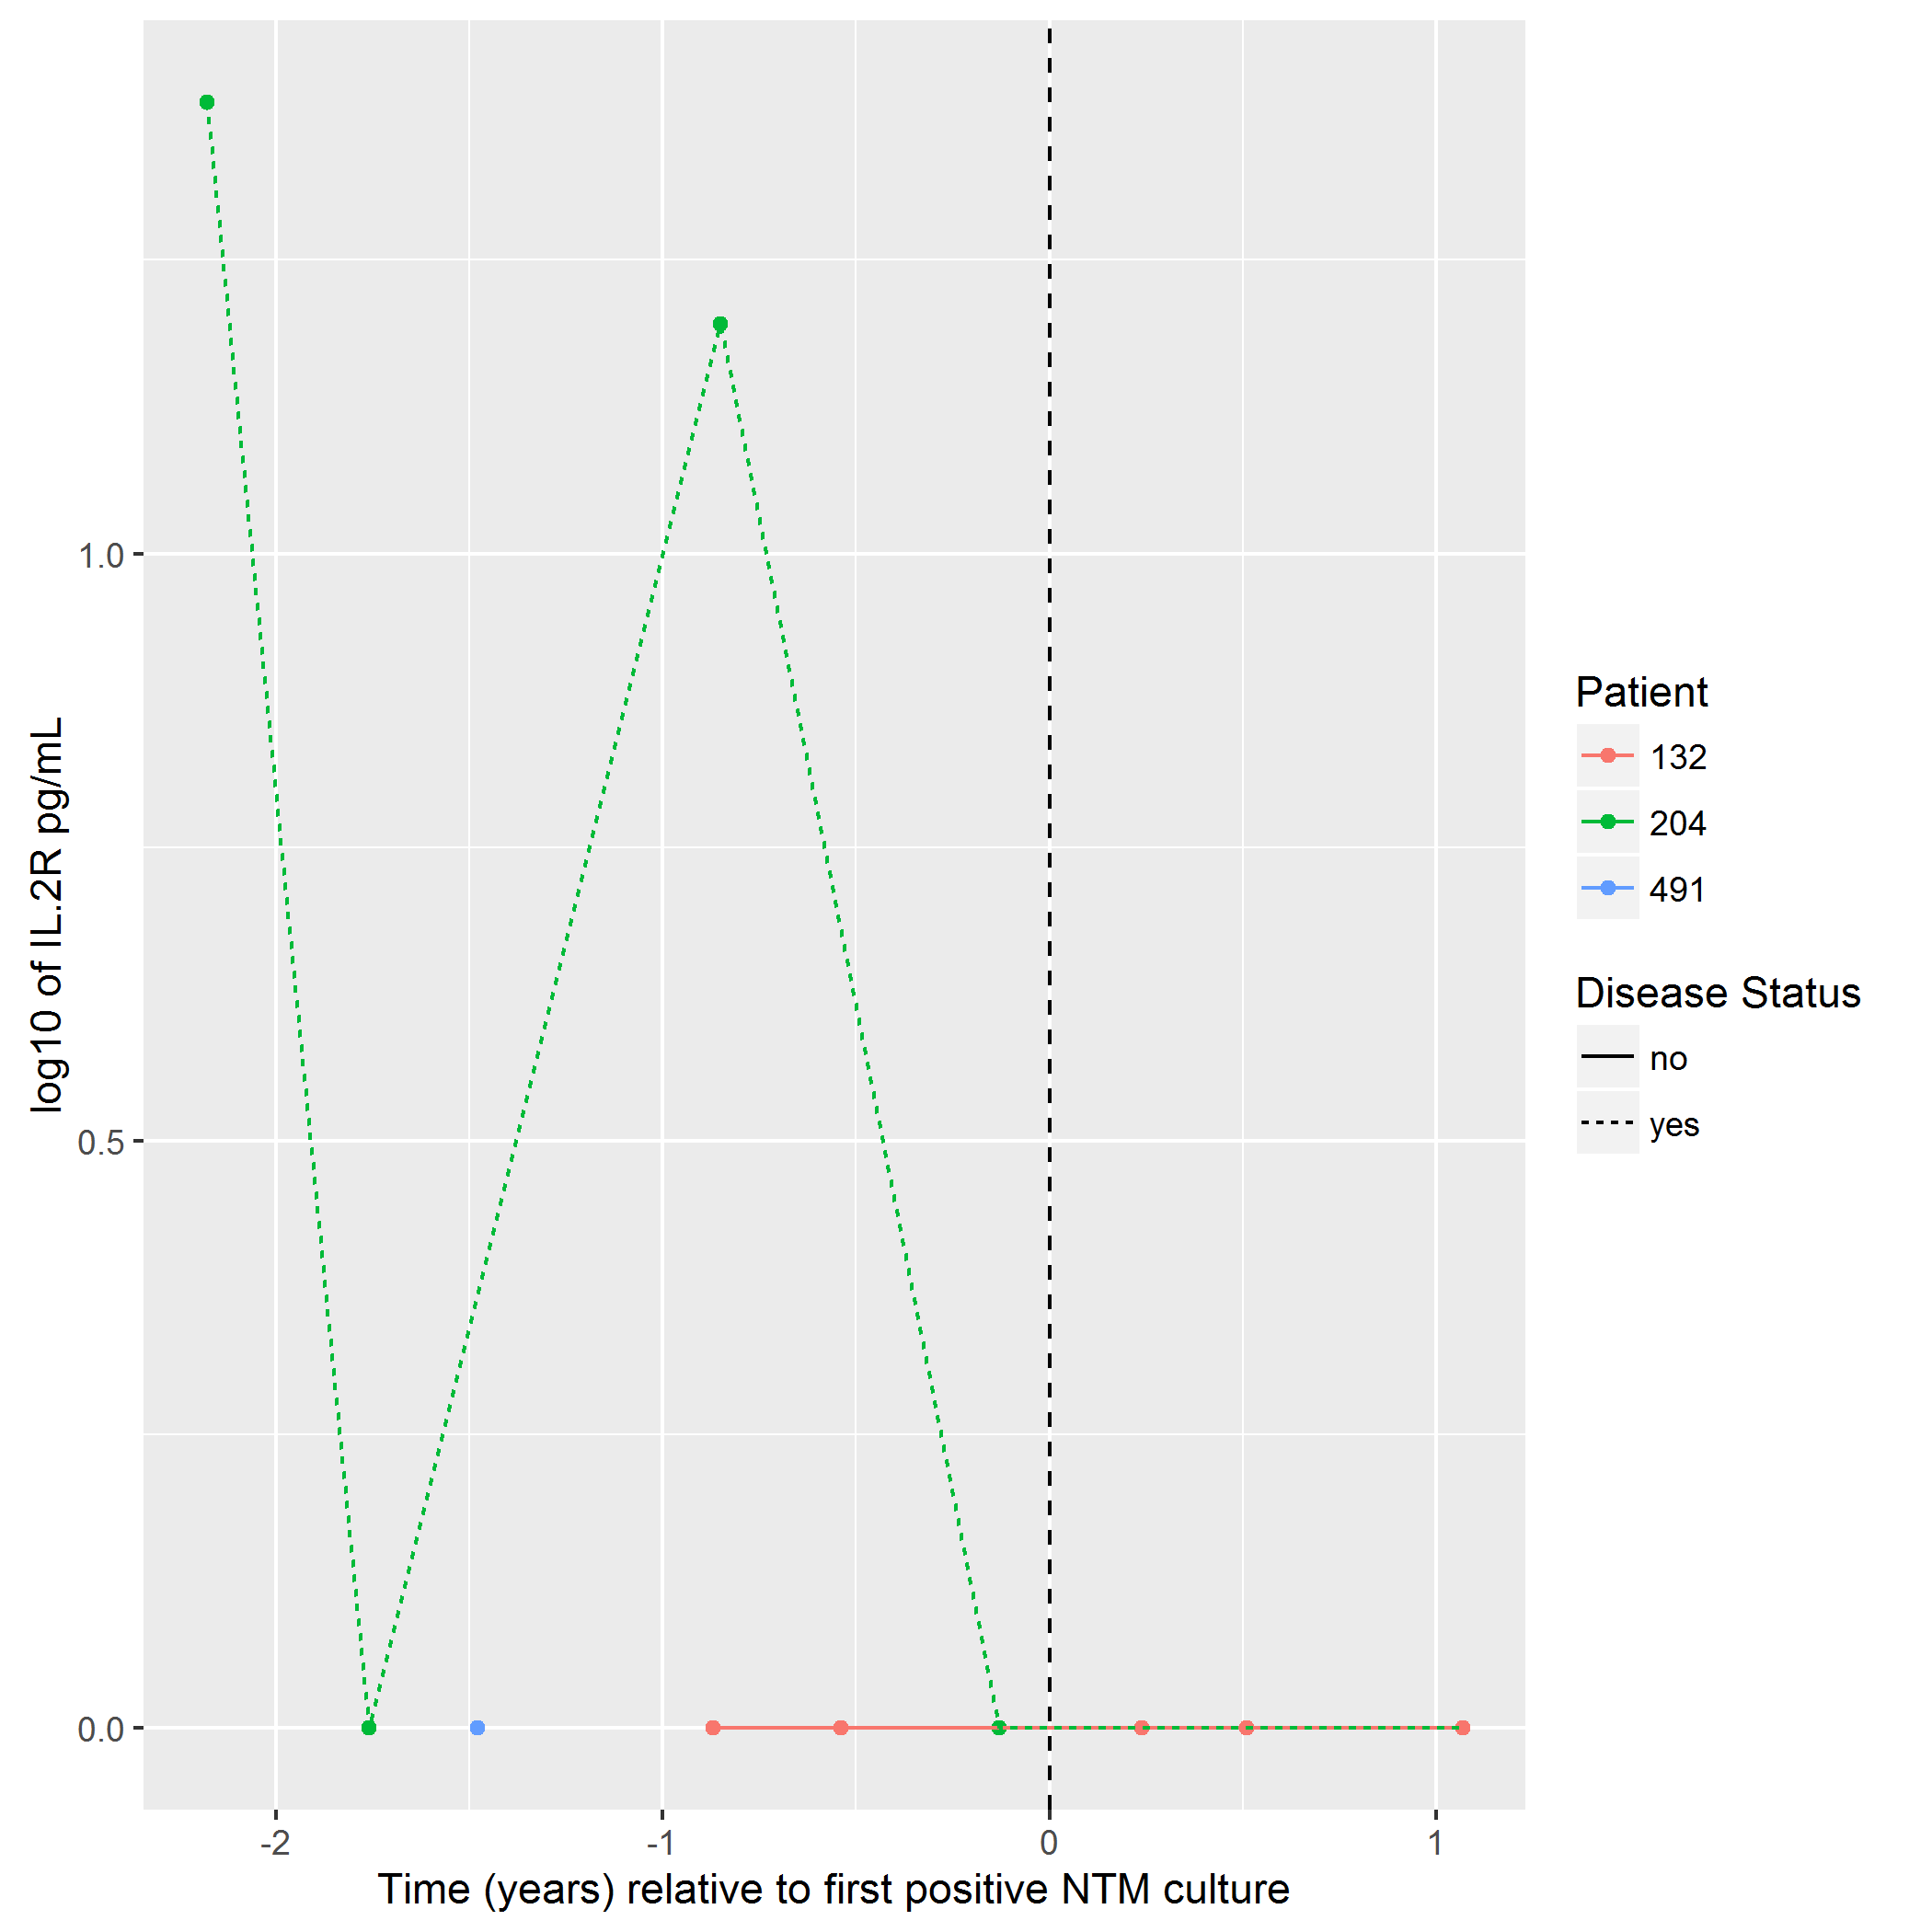 log10 of IL.2R pg/mL
1.0
0.5
0.0
-2
-1
0
1
Time (years) relative to first positive NTM culture
Patient
132
204
491
Disease Status
no
yes